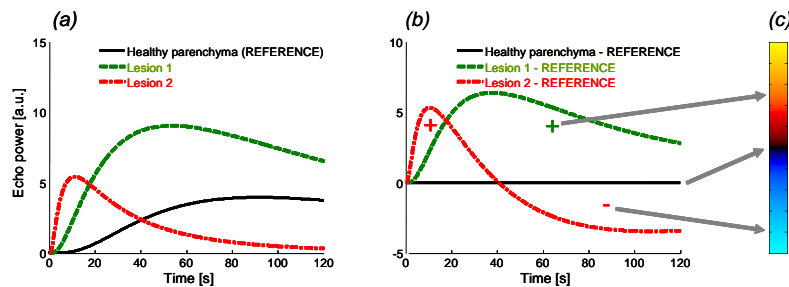 (a)
15
10
5
0
0 20 40 60 80 100 120
Echo power [a.u.]
Time [s]
Healthy parenchyma (REFERENCE)
Lesion 1
Lesion 2
(b)
10
5
0
-5
0 20 40 60 80 100 120
Time [s]
Healthy parenchyma - REFERENCE
Lesion 1 - REFERENCE
Lesion 2 - REFERENCE
+ +
-
(c)